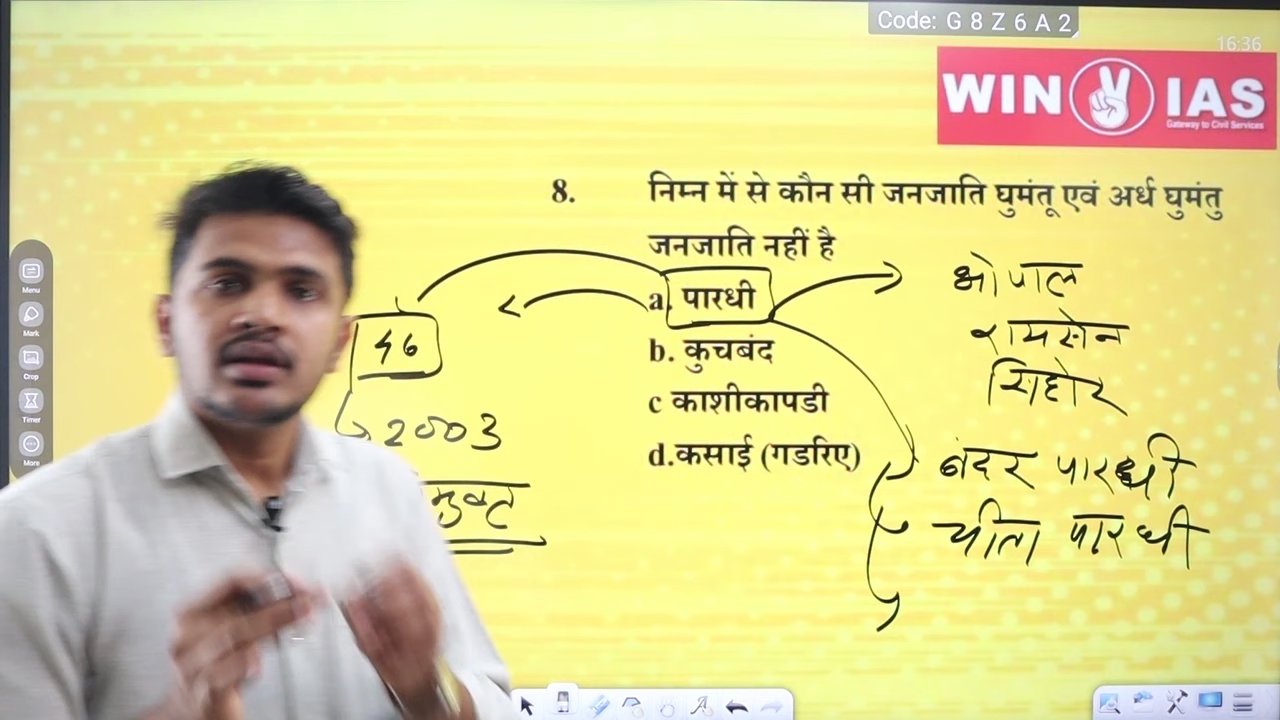 Code: G 8 Z 6 A 2
16:36
WIN IAS
Gateway to Civil Services
8. निम्न में से कौन सी जनजाति घुमंतू एवं अर्ध घुमंतु
जनजाति नहीं है
a. पारधी
b. कुचबंद
c काशीकापडी
d.कसाई (गडरिए)
भोपाल
रायसेन
सिहोर
बंदर पारधी
चीता पारधी
46
2003
Menu
Mark
Crop
Timer
More